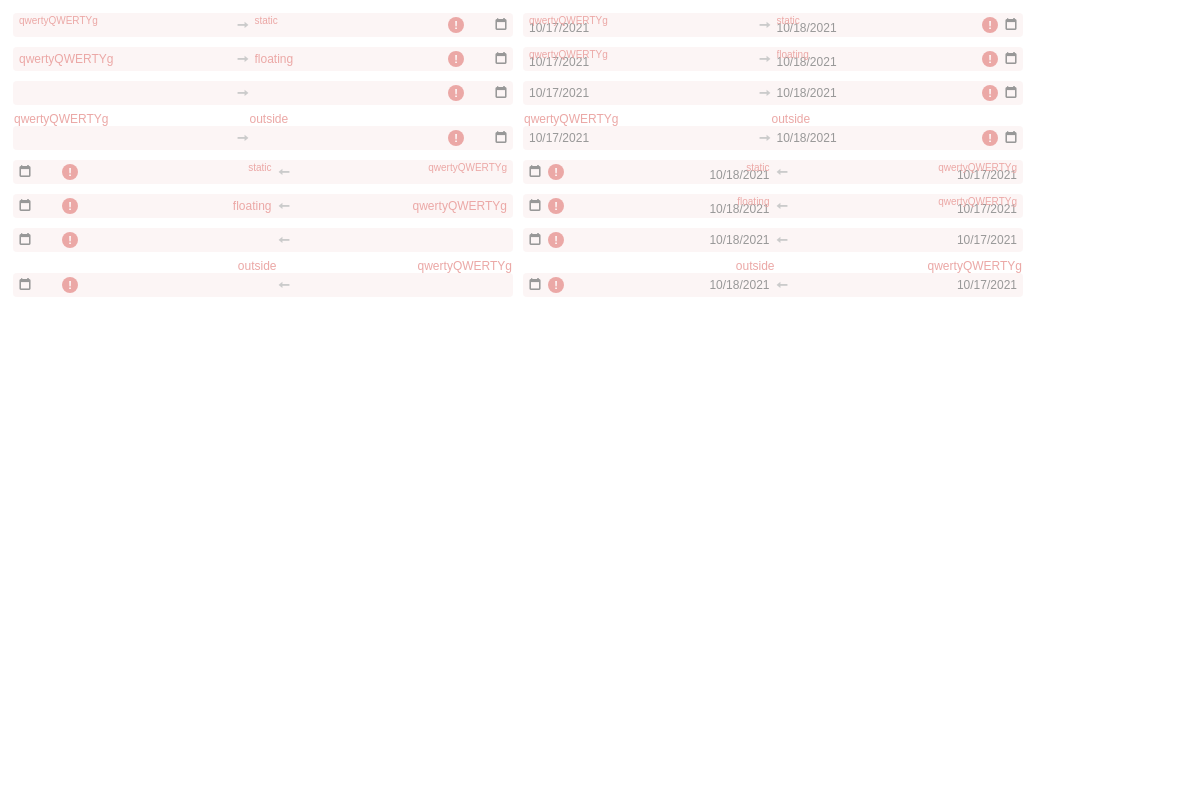 qwertyQWERTYg static qwertyQWERTYg static
10/17/2021 10/18/2021
qwertyQWERTYg floating qwertyQWERTYg floating
10/17/2021 10/18/2021
10/17/2021 10/18/2021
qwertyQWERTYg outside qwertyQWERTYg outside
10/17/2021 10/18/2021
static qwertyQWERTYg static qwertyQWERTYg
10/18/2021 10/17/2021
floating qwertyQWERTYg floating qwertyQWERTYg
10/18/2021 10/17/2021
10/18/2021 10/17/2021
outside qwertyQWERTYg outside qwertyQWERTYg
10/18/2021 10/17/2021